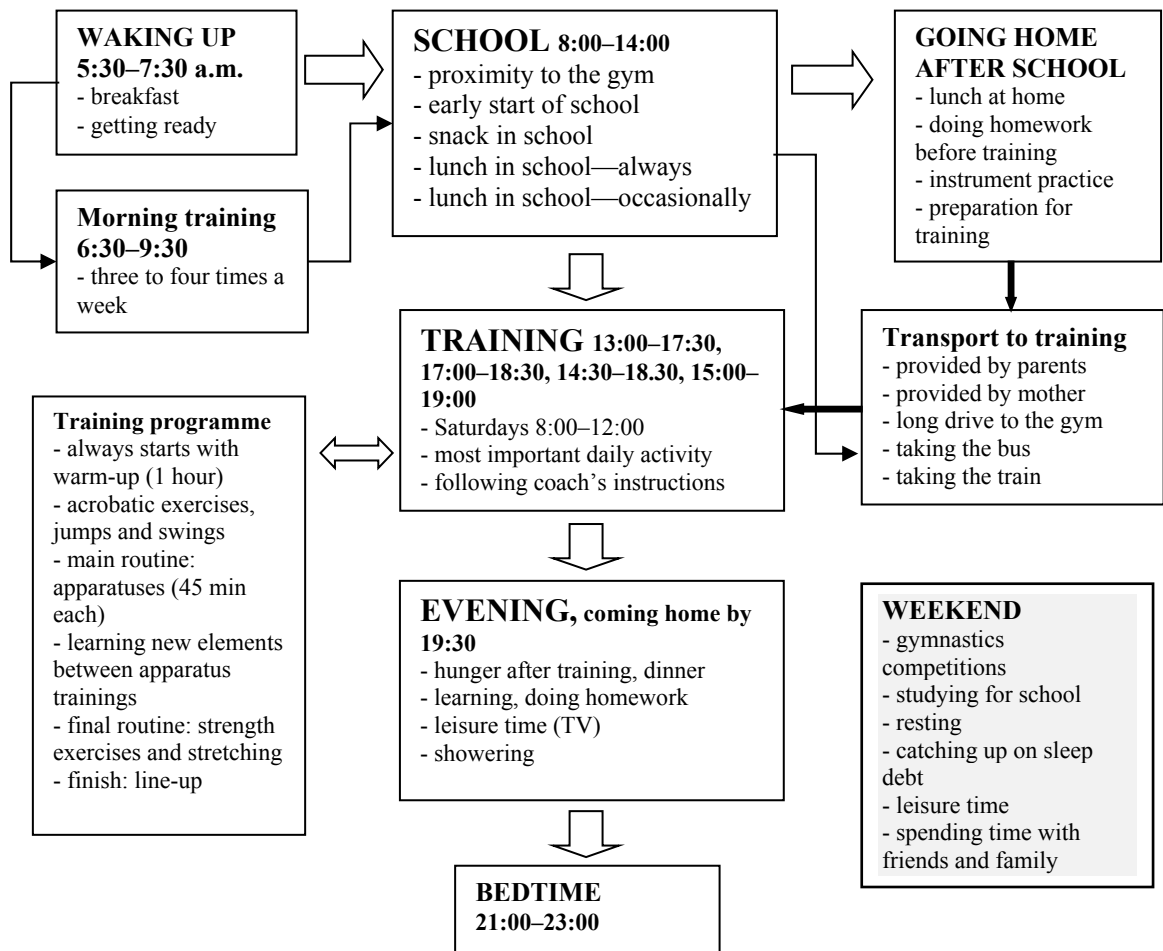 WAKING UP
5:30–7:30 a.m.
- breakfast
- getting ready
Morning training
6:30–9:30
- three to four times a
week
SCHOOL 8:00–14:00
- proximity to the gym
- early start of school
- snack in school
- lunch in school—always
- lunch in school—occasionally
GOING HOME
AFTER SCHOOL
- lunch at home
- doing homework
before training
- instrument practice
- preparation for
training
Transport to training
- provided by parents
- provided by mother
- long drive to the gym
- taking the bus
- taking the train
TRAINING 13:00–17:30,
17:00–18:30, 14:30–18.30, 15:00–
19:00
- Saturdays 8:00–12:00
- most important daily activity
- following coach’s instructions
Training programme
- always starts with
warm-up (1 hour)
- acrobatic exercises,
jumps and swings
- main routine:
apparatuses (45 min
each)
- learning new elements
between apparatus
trainings
- final routine: strength
exercises and stretching
- finish: line-up
EVENING, coming home by
19:30
- hunger after training, dinner
- learning, doing homework
- leisure time (TV)
- showering
WEEKEND
- gymnastics
competitions
- studying for school
- resting
- catching up on sleep
debt
- leisure time
- spending time with
friends and family
BEDTIME
21:00–23:00